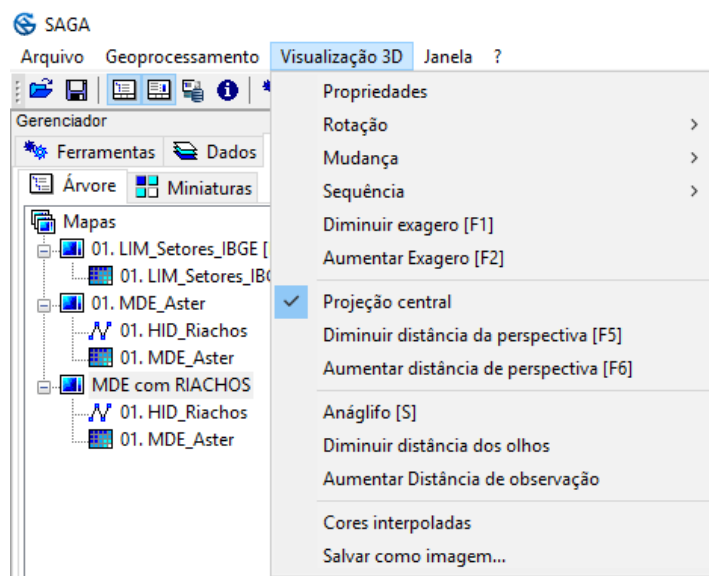 SAGA
Arquivo Geoprocessamento Visualização 3D Janela ?
Gerenciador
Ferramentas Dados
Árvore Miniaturas
Mapas
01. LIM_Setores_IBGE [
01. LIM_Setores_IB
01. MDE_Aster
01. HID_Riachos
01. MDE_Aster
MDE com RIACHOS
01. HID_Riachos
01. MDE_Aster
Propriedades
Rotação
Mudança
Sequência
Diminuir exagero [F1]
Aumentar Exagero [F2]
Projeção central
Diminuir distância da perspectiva [F5]
Aumentar distância de perspectiva [F6]
Anáglifo [S]
Diminuir distância dos olhos
Aumentar Distância de observação
Cores interpoladas
Salvar como imagem...